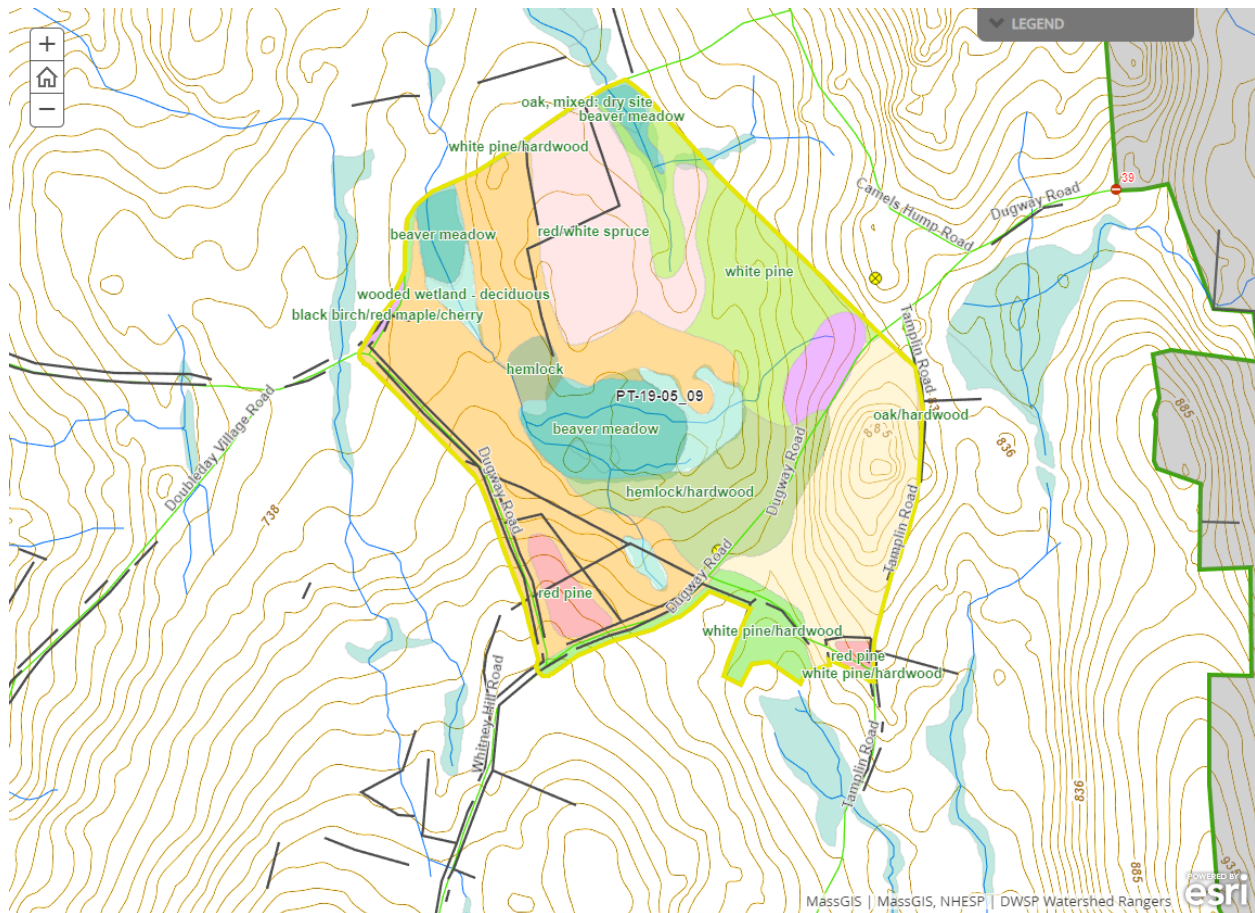 +
LEGEND
−
oak, mixed: dry site
beaver meadow
white pine/hardwood
39
Camels Hump Road
Dugway Road
beaver meadow
red/white spruce
white pine
wooded wetland - deciduous
black birch/red maple/cherry
Tamplin Road
hemlock
PT-19-05_09
Doubleday Village Road
beaver meadow
oak/hardwood
885
885
836
836
Dugway Road
hemlock/hardwood
Dugway Road
738
Tamplin Road
Dugway Road
red pine
white pine/hardwood
red pine
white pine/hardwood
Whitney Hill Road
Tamplin Road
836
885
POWERED BY
esri
MassGIS | MassGIS, NHESP | DWSP Watershed Rangers